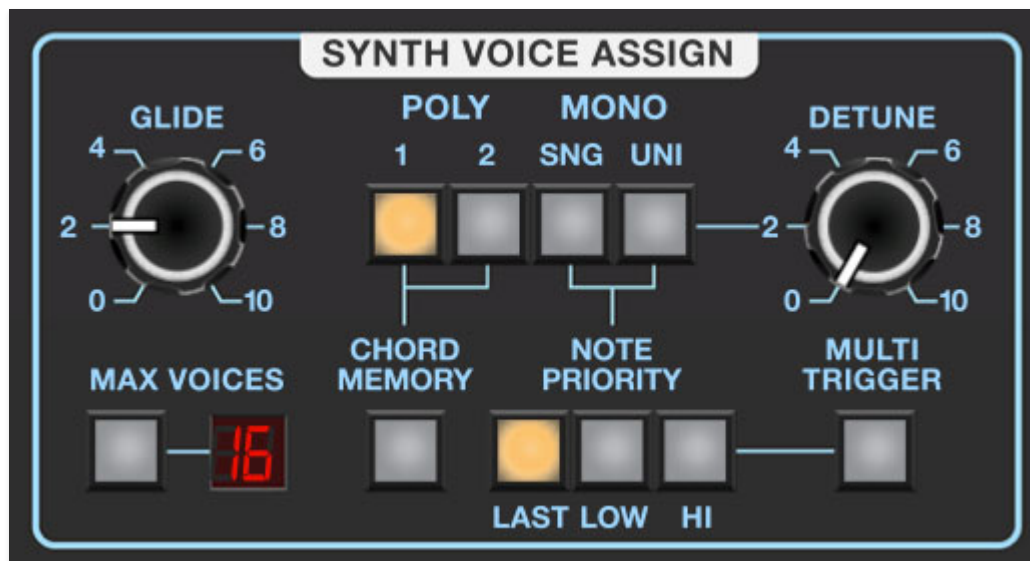 SYNTH VOICE ASSIGN
GLIDE
4 6
2 8
0 10
POLY MONO
1 2 SNG UNI
DETUNE
4 6
2 8
0 10
MAX VOICES
16
CHORD
MEMORY
NOTE
PRIORITY
LAST LOW HI
MULTI
TRIGGER